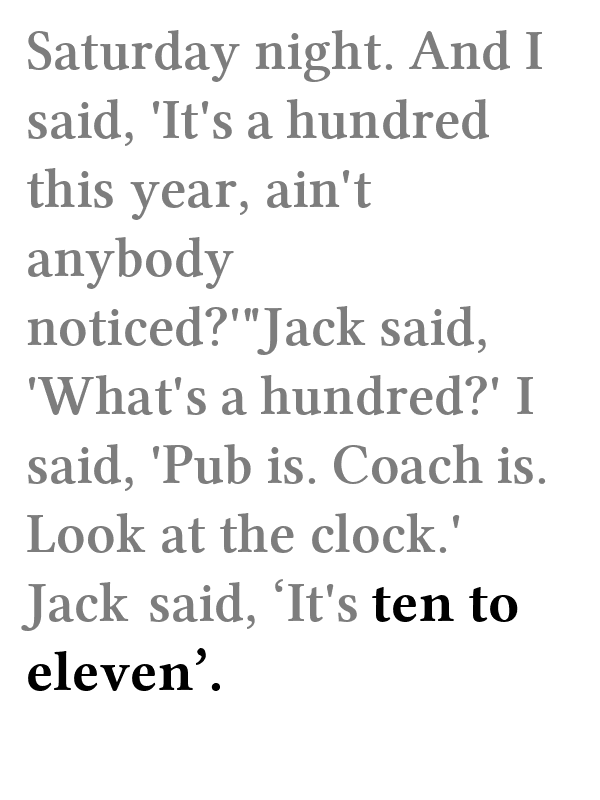 Saturday night. And I
said, 'It's a hundred
this year, ain't
anybody
noticed?'"Jack said,
'What's a hundred?' I
said, 'Pub is. Coach is.
Look at the clock.'
Jack said, ‘It's ten to
eleven’.